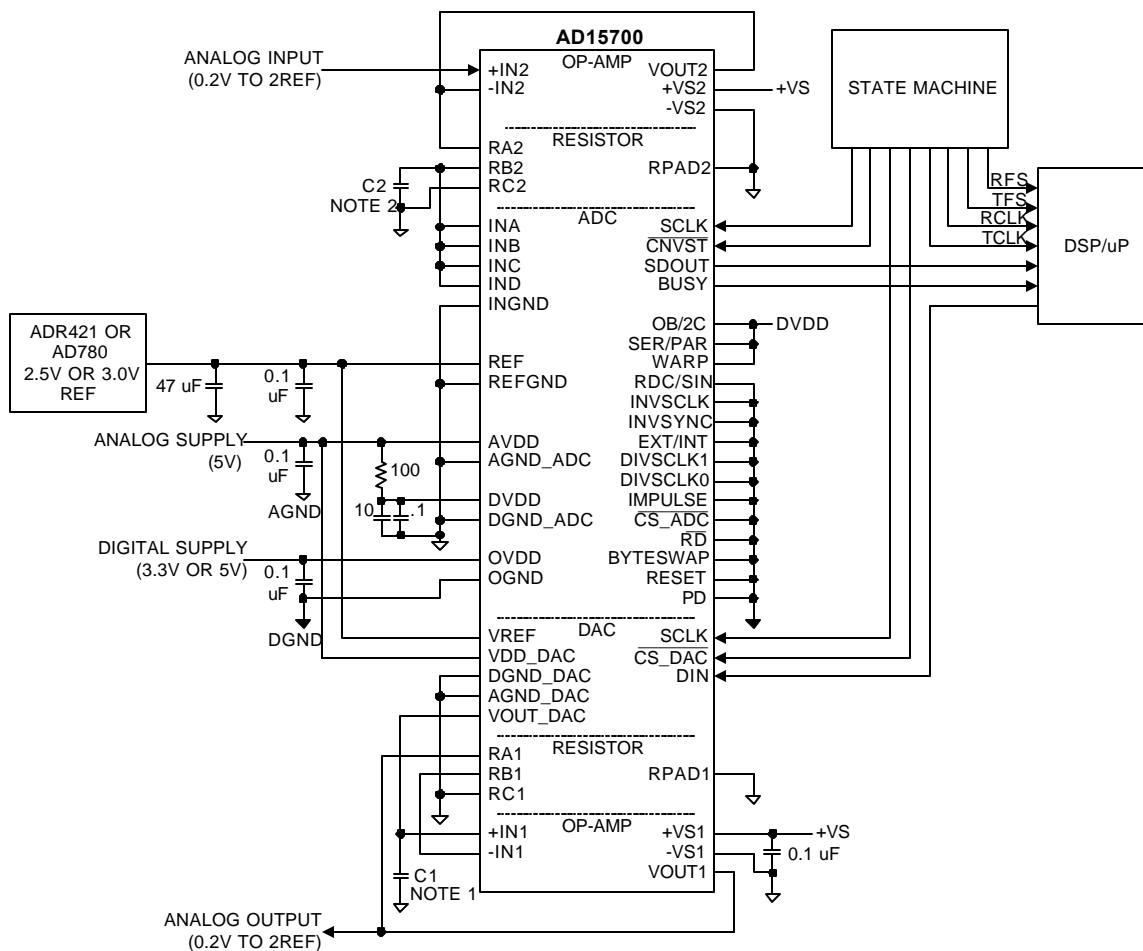 AD15700
OP-AMP
ANALOG INPUT
(0.2V TO 2REF)
+IN2
-IN2
VOUT2
+VS2
-VS2
+VS
STATE MACHINE
RESISTOR
RA2
RB2
RC2
RPAD2
C2
NOTE 2
RFS
TFS
RCLK
TCLK
DSP/uP
ADC
INA
INB
INC
IND
INGND
SCLK
CNVST
SDOUT
BUSY
OB/2C
DVDD
SER/PAR
WARP
RDC/SIN
INVSCLK
INVSYNC
EXT/INT
DIVSCLK1
DIVSCLK0
IMPULSE
CS_ADC
RD
BYTESWAP
RESET
PD
ADR421 OR
AD780
2.5V OR 3.0V
REF
47 uF
0.1
uF
REF
REFGND
ANALOG SUPPLY
(5V)
0.1
uF
AGND
100
10
.1
AVDD
AGND_ADC
DVDD
DGND_ADC
DIGITAL SUPPLY
(3.3V OR 5V)
0.1
uF
DGND
OVDD
OGND
DAC
VREF
VDD_DAC
DGND_DAC
AGND_DAC
VOUT_DAC
SCLK
CS_DAC
DIN
RESISTOR
RA1
RB1
RC1
RPAD1
OP-AMP
+IN1
-IN1
C1
NOTE 1
+VS1
-VS1
VOUT1
+VS
0.1 uF
ANALOG OUTPUT
(0.2V TO 2REF)